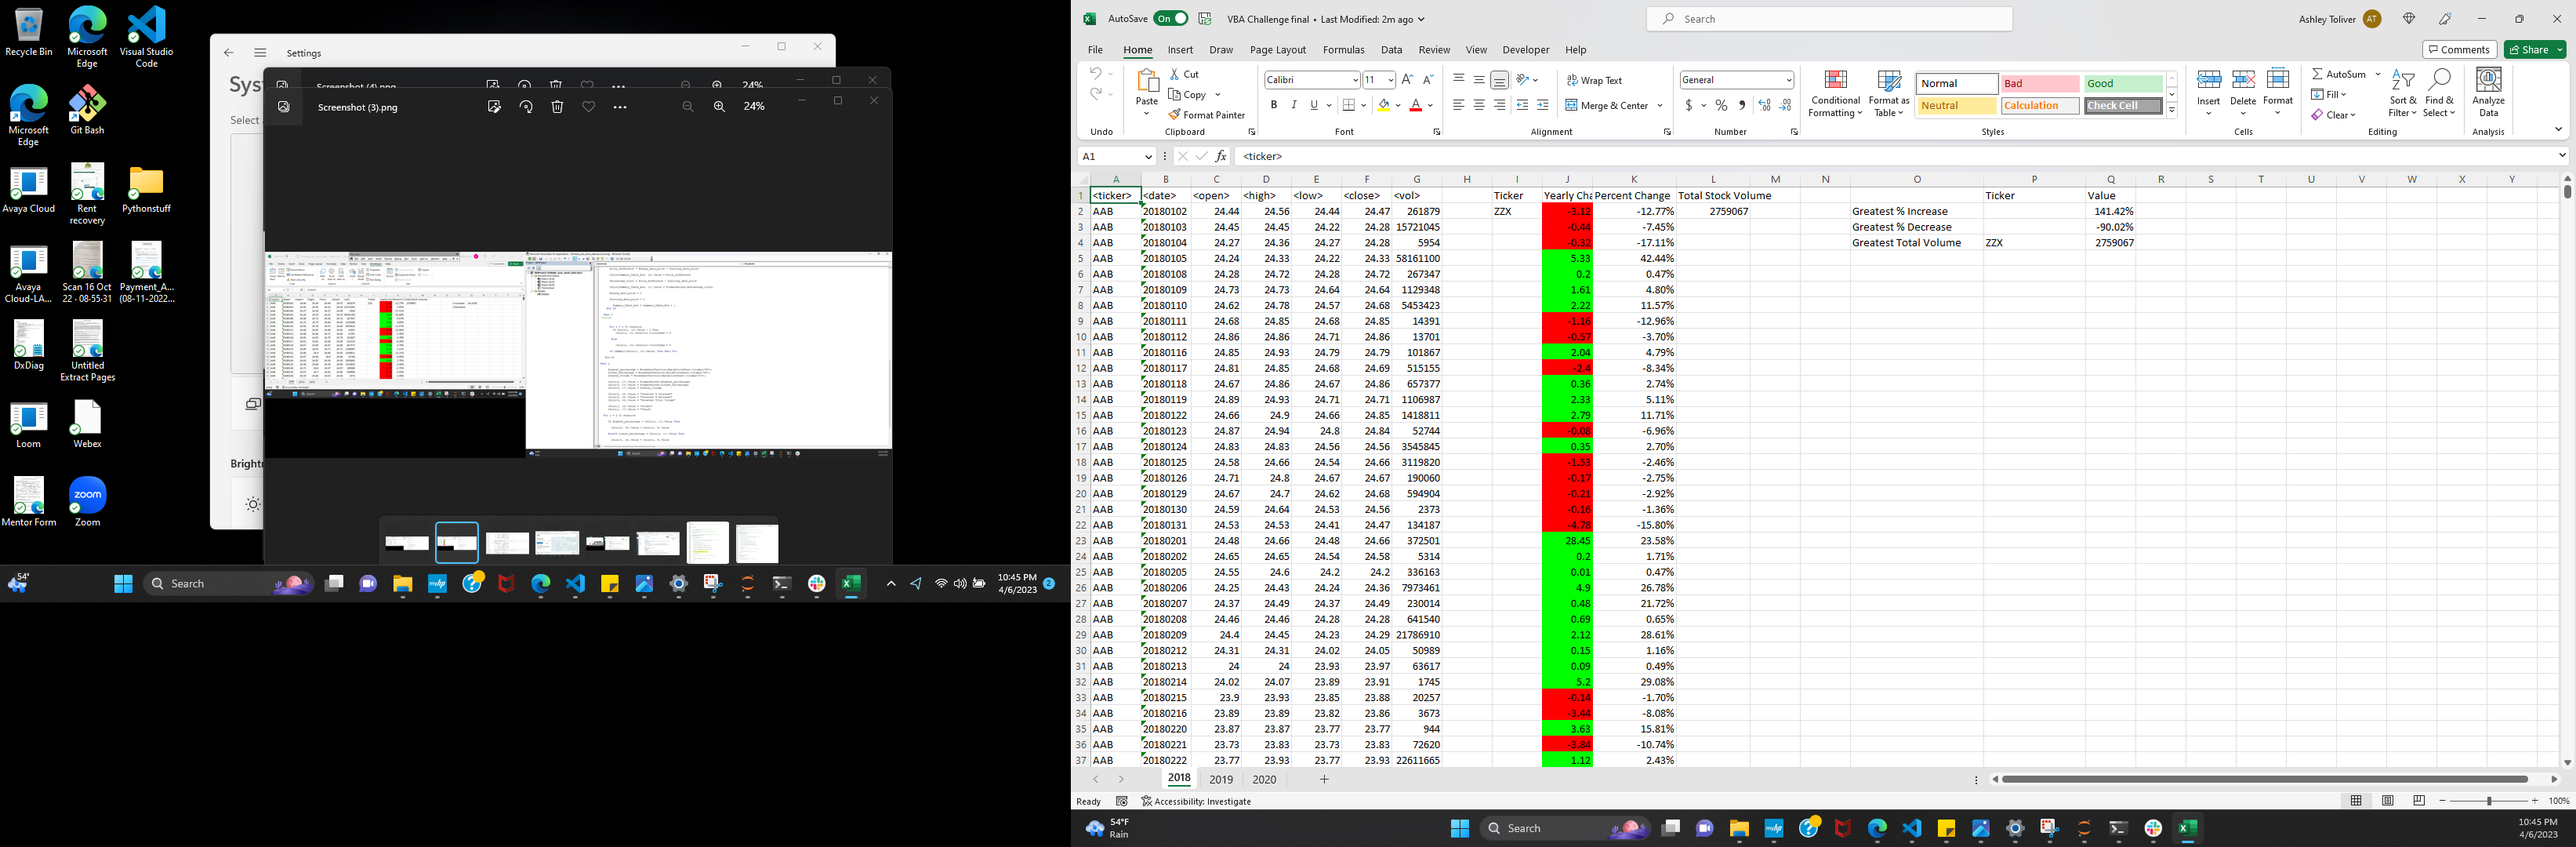 Recycle Bin
Microsoft Edge
Visual Studio Code
Microsoft Edge
Git Bash
Avaya Cloud
Rent recovery
Pythonstuff
Avaya Cloud-LA...
Scan 16 Oct 22 - 08-55-31
Payment_A... (08-11-2022...
DxDiag
Untitled Extract Pages
Loom
Webex
Mentor Form
Zoom
Settings
Screenshot (3).png
24%
54°
Search
10:45 PM
4/6/2023
AutoSave On VBA Challenge final • Last Modified: 2m ago
Search
Ashley Toliver AT
File Home Insert Draw Page Layout Formulas Data Review View Developer Help
Comments Share
Paste Cut Copy Format Painter
Calibri 11
Wrap Text
Merge & Center
General
Conditional Formatting Format as Table
Normal Bad Good
Neutral Calculation Check Cell
Insert Delete Format
AutoSum Fill Clear
Sort & Filter Find & Select
Analyze Data
Undo Clipboard Font Alignment Number Styles Cells Editing Analysis
A1 fx <ticker>
A B C D E F G H I J K L M N O P Q R S T U V W X Y
1 <ticker> <date> <open> <high> <low> <close> <vol> Ticker Yearly Cha Percent Change Total Stock Volume Ticker Value
2 AAB 20180102 24.44 24.56 24.44 24.47 261879 ZZX -3.12 -12.77% 2759067 Greatest % Increase 141.42%
3 AAB 20180103 24.45 24.45 24.22 24.28 15721045 -0.44 -7.45% Greatest % Decrease -90.02%
4 AAB 20180104 24.27 24.36 24.27 24.28 5954 -0.32 -17.11% Greatest Total Volume ZZX 2759067
5 AAB 20180105 24.24 24.33 24.22 24.33 58161100 5.33 42.44%
6 AAB 20180108 24.28 24.72 24.28 24.72 267347 0.2 0.47%
7 AAB 20180109 24.73 24.73 24.64 24.64 1129348 1.61 4.80%
8 AAB 20180110 24.62 24.78 24.57 24.68 5453423 2.22 11.57%
9 AAB 20180111 24.68 24.85 24.68 24.85 14391 -1.16 -12.96%
10 AAB 20180112 24.86 24.86 24.71 24.86 13701 -0.57 -3.70%
11 AAB 20180116 24.85 24.93 24.79 24.79 101867 2.04 4.79%
12 AAB 20180117 24.81 24.85 24.68 24.69 515155 -2.4 -8.34%
13 AAB 20180118 24.67 24.86 24.67 24.86 657377 0.36 2.74%
14 AAB 20180119 24.89 24.93 24.71 24.71 1106987 2.33 5.11%
15 AAB 20180122 24.66 24.9 24.66 24.85 1418811 2.79 11.71%
16 AAB 20180123 24.87 24.94 24.8 24.84 52744 -0.08 -6.96%
17 AAB 20180124 24.83 24.83 24.56 24.56 3545845 0.35 2.70%
18 AAB 20180125 24.58 24.66 24.54 24.66 3119820 -1.53 -2.46%
19 AAB 20180126 24.71 24.8 24.67 24.67 190060 -0.17 -2.75%
20 AAB 20180129 24.67 24.7 24.62 24.68 594904 -0.21 -2.92%
21 AAB 20180130 24.59 24.64 24.53 24.56 2373 -0.16 -1.36%
22 AAB 20180131 24.53 24.53 24.41 24.47 134187 -4.78 -15.80%
23 AAB 20180201 24.48 24.66 24.48 24.66 372501 28.45 23.58%
24 AAB 20180202 24.65 24.65 24.54 24.58 5314 0.2 1.71%
25 AAB 20180205 24.55 24.6 24.2 24.2 336163 0.01 0.47%
26 AAB 20180206 24.25 24.43 24.24 24.36 7973461 4.9 26.78%
27 AAB 20180207 24.37 24.49 24.37 24.49 230014 0.48 21.72%
28 AAB 20180208 24.46 24.46 24.28 24.28 641540 0.69 0.65%
29 AAB 20180209 24.4 24.45 24.23 24.29 21786910 2.12 28.61%
30 AAB 20180212 24.31 24.31 24.02 24.05 50989 0.15 1.16%
31 AAB 20180213 24 24 23.93 23.97 63617 0.09 0.49%
32 AAB 20180214 24.02 24.07 23.89 23.91 1745 5.2 29.08%
33 AAB 20180215 23.9 23.93 23.85 23.88 20257 -0.14 -1.70%
34 AAB 20180216 23.89 23.89 23.82 23.86 3673 -3.44 -8.08%
35 AAB 20180220 23.87 23.87 23.77 23.77 944 3.63 15.81%
36 AAB 20180221 23.73 23.83 23.73 23.83 72620 -3.84 -10.74%
37 AAB 20180222 23.77 23.93 23.77 23.93 22611665 1.12 2.43%
2018 2019 2020
Ready Accessibility: Investigate 100%
54°F
Rain
Search
10:45 PM
4/6/2023